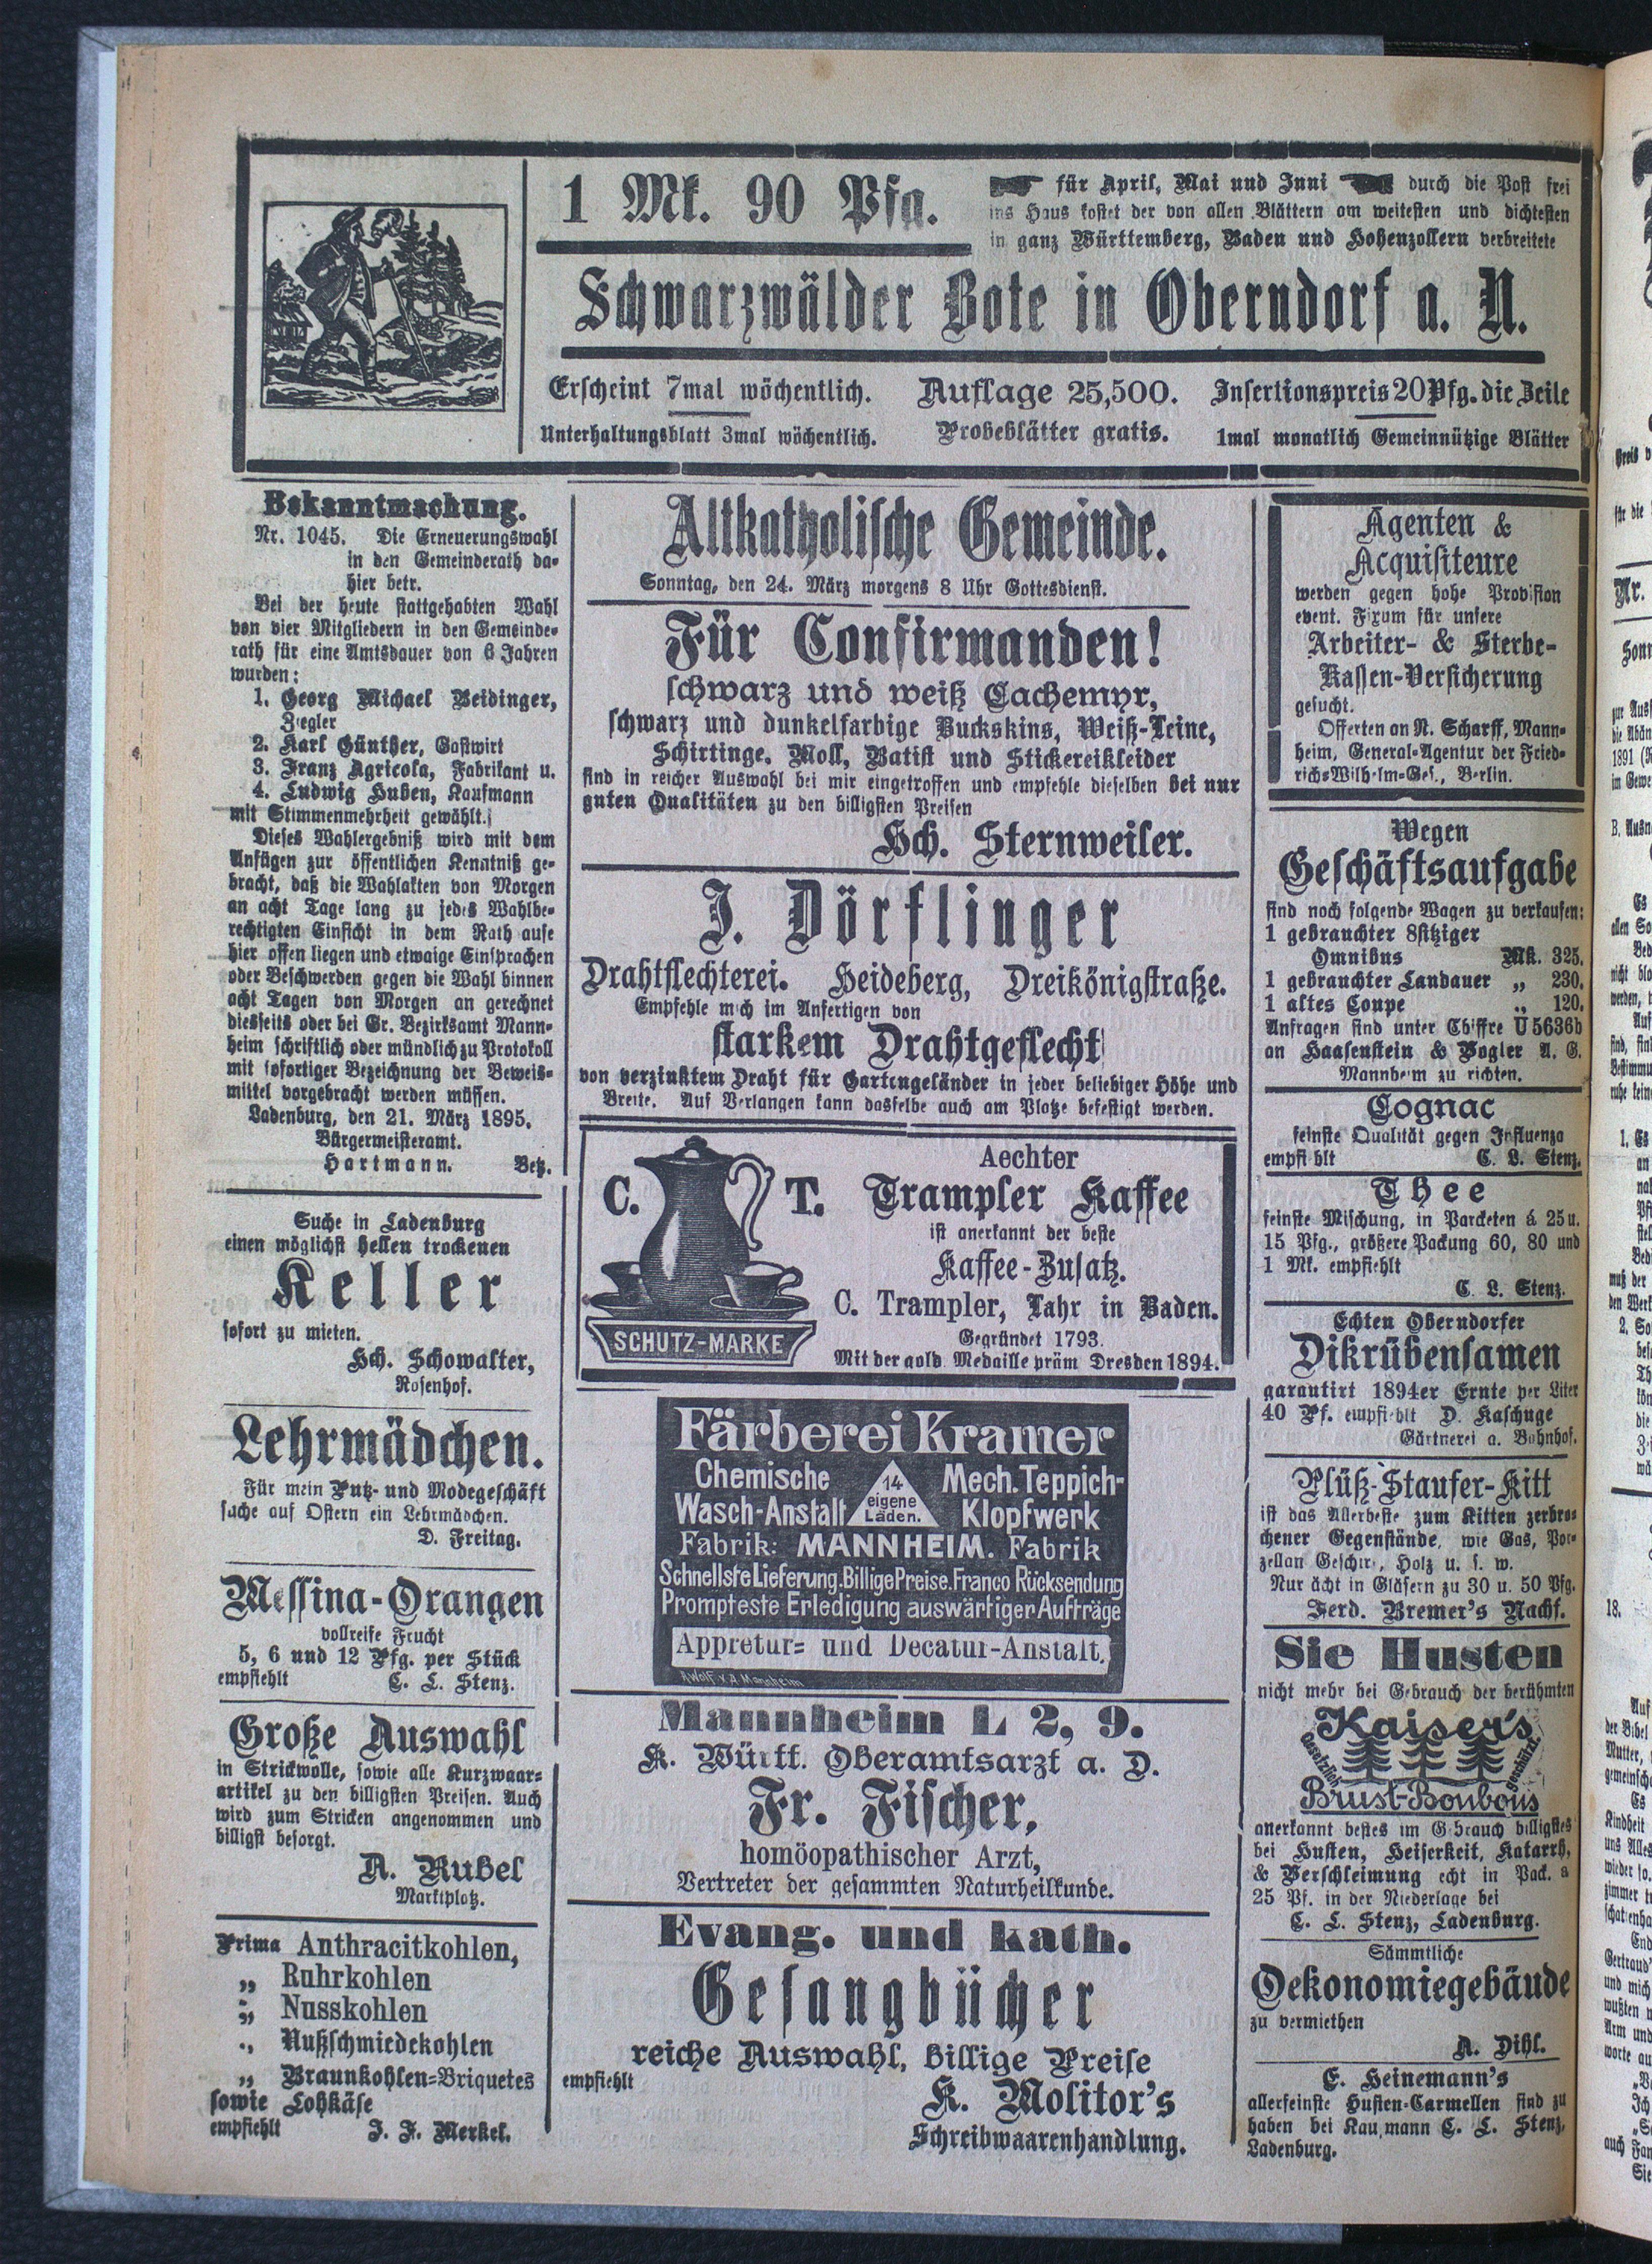 1 Mk. 90 Pfg.
für April, Mai und Juni durch die Post frei
ins Haus kostet der von allen Blättern am weitesten und dichtesten
in ganz Württemberg, Baden und Hohenzollern verbreitete
Schwarzwälder Bote in Oberndorf a. N.
Erscheint 7mal wöchentlich. Auflage 25,500. Insertionspreis 20 Pfg. die Zeile
Unterhaltungsblatt 3mal wöchentlich. Probeblätter gratis. 1mal monatlich Gemeinnützige Blätter
Bekanntmachung.
Nr. 1045. Die Erneuerungswahl
in den Gemeinderath da-
hier betr.
Bei der heute stattgehabten Wahl
von vier Mitgliedern in den Gemeinde-
rath für eine Amtsdauer von 6 Jahren
wurden:
1. Georg Michael Beidinger,
Ziegler
2. Karl Günther, Gastwirt
3. Franz Agricola, Fabrikant u.
4. Ludwig Huben, Kaufmann
mit Stimmenmehrheit gewählt.
Dieses Wahlergebniß wird mit dem
Anfügen zur öffentlichen Kenntniß ge-
bracht, daß die Wahlakten von Morgen
an acht Tage lang zu jedes Wahlbe-
rechtigten Einsicht in dem Rathause
hier offen liegen und etwaige Einsprachen
oder Beschwerden gegen die Wahl binnen
acht Tagen von Morgen an gerechnet
diesseits oder bei Gr. Bezirksamt Mann-
heim schriftlich oder mündlich zu Protokoll
mit sofortiger Bezeichnung der Beweis-
mittel vorgebracht werden müssen.
Ladenburg, den 21. März 1895.
Bürgermeisteramt.
Hartmann. Betz.
Suche in Ladenburg
einen möglichst hellen trockenen
Keller
sofort zu mieten.
Hch. Schowalter,
Rosenhof.
Lehrmädchen.
Für mein Putz- und Modegeschäft
suche auf Ostern ein Lehrmädchen.
D. Freitag.
Messina-Orangen
vollreife Frucht
5, 6 und 12 Pfg. per Stück
empfiehlt C. L. Stenz.
Große Auswahl
in Strickwolle, sowie alle Kurzwaar-
artikel zu den billigsten Preisen. Auch
wird zum Stricken angenommen und
billigst besorgt.
A. Rubel
Marktplatz.
Prima Anthracitkohlen,
„ Ruhrkohlen
„ Nusskohlen
„ Nußschmiedekohlen
„ Braunkohlen-Briquetes
sowie Lohkäse
empfiehlt J. F. Merkel.
Altkatholische Gemeinde.
Sonntag, den 24. März morgens 8 Uhr Gottesdienst.
Für Confirmanden!
schwarz und weiß Cachemyr,
schwarz und dunkelfarbige Buckskins, Weiß-Leine,
Schirtinge, Moll, Batist und Stickereikleider
sind in reicher Auswahl bei mir eingetroffen und empfehle dieselben bei nur
guten Qualitäten zu den billigsten Preisen
Hch. Sternweiler.
J. Dörflinger
Drahtflechterei. Heideberg, Dreikönigstraße.
Empfehle mich im Anfertigen von
starkem Drahtgeflecht
von verzinktem Draht für Gartengeländer in jeder beliebiger Höhe und
Breite. Auf Verlangen kann dasselbe auch am Platze befestigt werden.
C. T.
SCHUTZ-MARKE
Aechter
Trampler Kaffee
ist anerkannt der beste
Kaffee-Zusatz.
C. Trampler, Lahr in Baden.
Gegründet 1793.
Mit der gold. Medaille präm. Dresden 1894.
Färberei Kramer
Chemische
Wasch-Anstalt
14
eigene
Läden.
Mech. Teppich-
Klopfwerk
Fabrik: MANNHEIM. Fabrik
Schnellste Lieferung. Billige Preise. Franco Rücksendung
Prompteste Erledigung auswärtiger Aufträge
Appretur- und Decatur-Anstalt.
Mannheim L 2, 9.
K. Württ. Oberamtsarzt a. D.
Fr. Fischer,
homöopathischer Arzt,
Vertreter der gesammten Naturheilkunde.
Evang. und kath.
Gesangbücher
reiche Auswahl, billige Preise
empfiehlt
K. Molitor's
Schreibwaarenhandlung.
Agenten &
Acquisiteure
werden gegen hohe Provision
event. Fixum für unsere
Arbeiter- & Sterbe-
Kassen-Versicherung
gesucht.
Offerten an N. Scharff, Mann-
heim, General-Agentur der Fried-
rich-Wilhelm-Ges., Berlin.
Wegen
Geschäftsaufgabe
sind noch folgende Wagen zu verkaufen:
1 gebrauchter 8sitziger
Omnibus Mk. 325.
1 gebrauchter Landauer „ 230.
1 altes Coupe „ 120.
Anfragen sind unter Chiffre U5636b
an Haasenstein & Vogler A. G.
Mannheim zu richten.
Cognac
feinste Qualität gegen Influenza
empfiehlt C. L. Stenz.
Thee
feinste Mischung, in Parcketen á 25 u.
15 Pfg., größere Packung 60, 80 und
1 Mk. empfiehlt
C. L. Stenz.
Echten Oberndorfer
Dikrübensamen
garantirt 1894er Ernte per Liter
40 Pf. empfiehlt D. Kaschuge
Gärtnerei a. Bahnhof.
Plüß-Staufer-Kitt
ist das Allerbeste zum Kitten zerbro-
chener Gegenstände, wie Gas, Por-
zellan Geschirr, Holz u. s. w.
Nur ächt in Gläsern zu 30 u. 50 Pfg.
Ferd. Bremer's Nachf.
Sie Husten
nicht mehr bei Gebrauch der berühmten
Kaiser's
Gesetzlich geschützt.
Brust-Bonbons
anerkannt bestes im Gebrauch billigstes
bei Husten, Heiserkeit, Katarrh,
& Verschleimung echt in Pack. a
25 Pf. in der Niederlage bei
C. L. Stenz, Ladenburg.
Sämmtliche
Oekonomiegebäude
zu vermiethen
A. Dihl.
E. Heinemann's
allerfeinste Husten-Carmellen sind zu
haben bei Kaufmann C. L. Stenz,
Ladenburg.